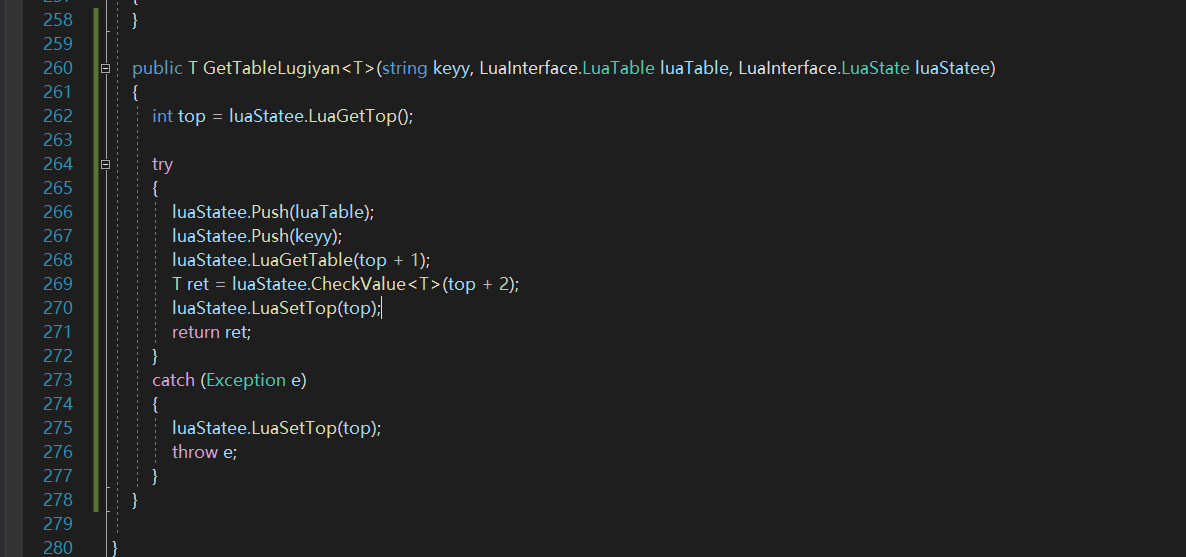 257 {
258 }
259
260 public T GetTableLugiyan<T>(string keyy, LuaInterface.LuaTable luaTable, LuaInterface.LuaState luaStatee)
261 {
262 int top = luaStatee.LuaGetTop();
263
264 try
265 {
266 luaStatee.Push(luaTable);
267 luaStatee.Push(keyy);
268 luaStatee.LuaGetTable(top + 1);
269 T ret = luaStatee.CheckValue<T>(top + 2);
270 luaStatee.LuaSetTop(top);
271 return ret;
272 }
273 catch (Exception e)
274 {
275 luaStatee.LuaSetTop(top);
276 throw e;
277 }
278 }
279
280 }